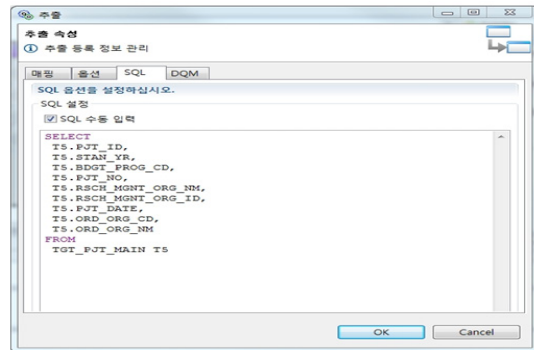 추출
추출 속성
추출 등록 정보 관리
매핑 옵션 SQL DQM
SQL 옵션을 설정하십시오.
SQL 설정
SQL 수동 입력
SELECT
T5.PJT_ID,
T5.STAN_YR,
T5.BDGT_PROG_CD,
T5.PJT_NO,
T5.RSCH_MGNT_ORG_NM,
T5.RSCH_MGNT_ORG_ID,
T5.PJT_DATE,
T5.ORD_ORG_CD,
T5.ORD_ORG_NM
FROM
TGT_PJT_MAIN T5
OK Cancel